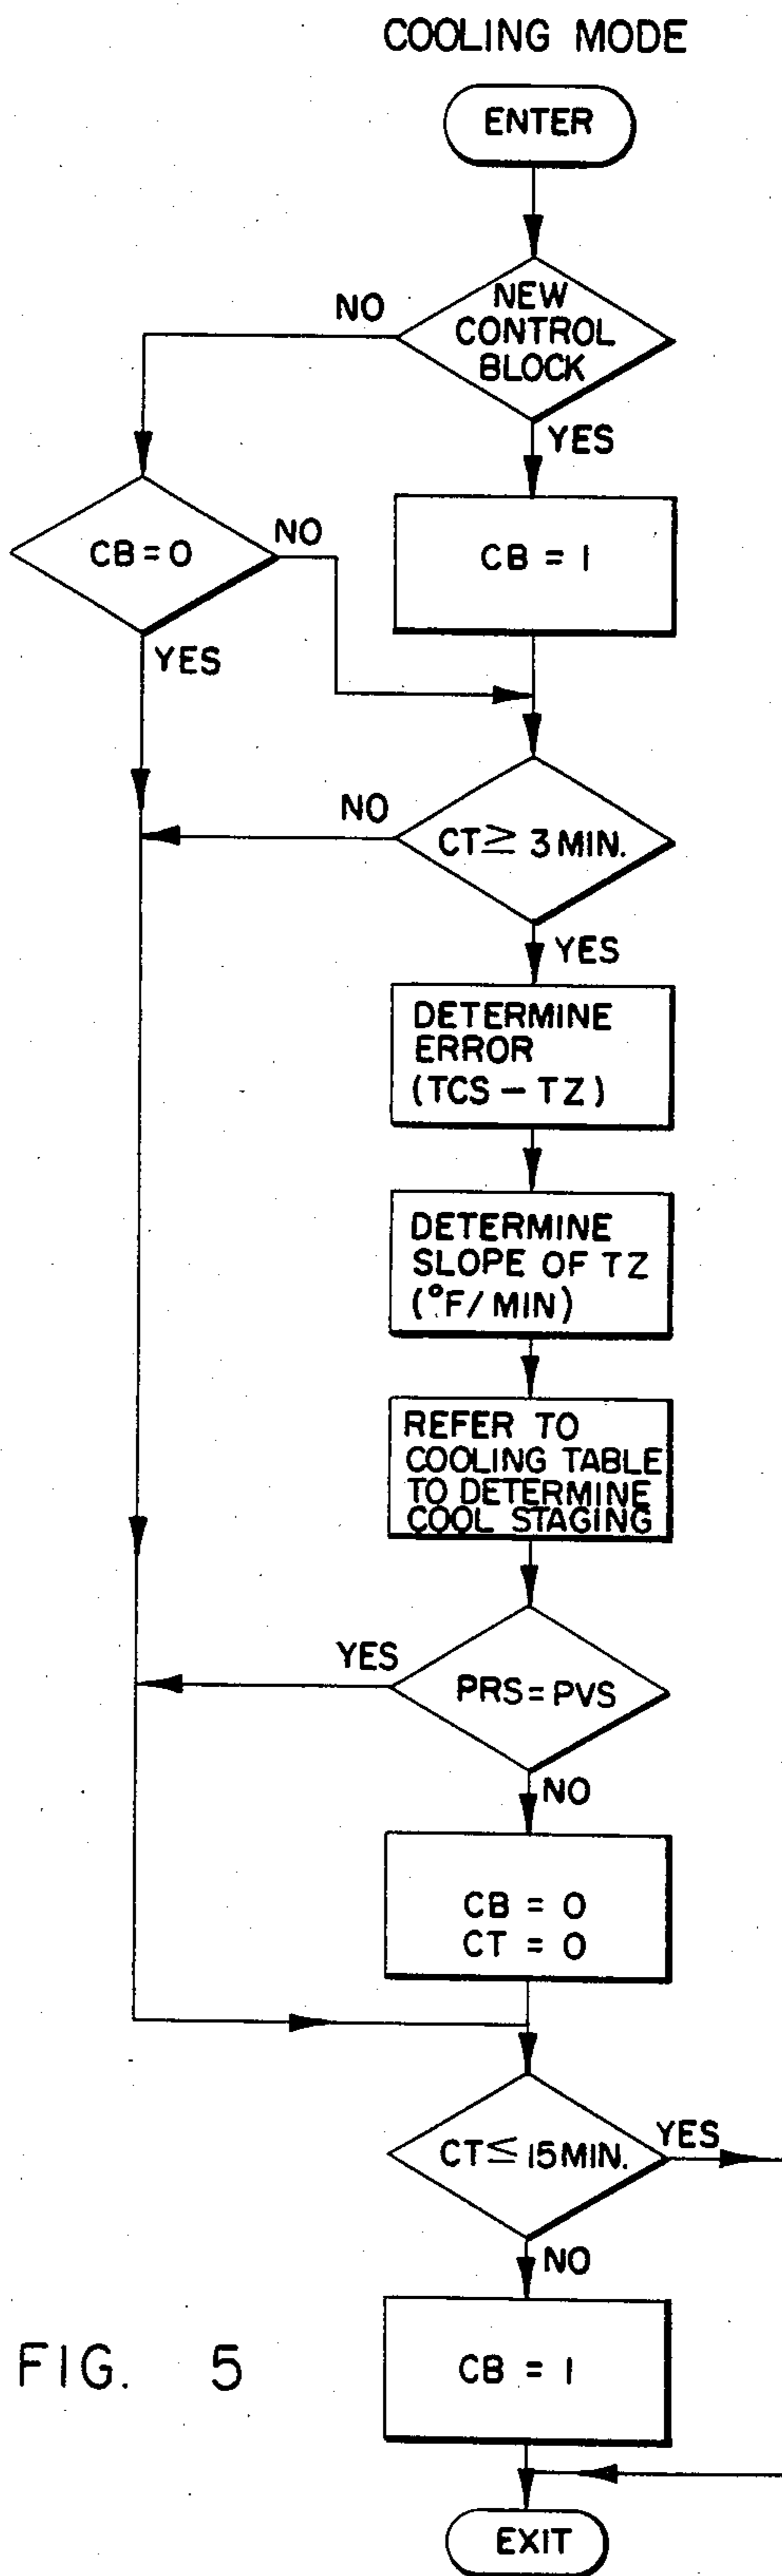 COOLING MODE
ENTER
NEW
CONTROL
BLOCK
NO
YES
CB = 0
NO
YES
CB = 1
CT ≧ 3 MIN.
NO
YES
DETERMINE
ERROR
(TCS – TZ)
DETERMINE
SLOPE OF TZ
(°F/ MIN)
REFER TO
COOLING TABLE
TO DETERMINE
COOL STAGING
PRS = PVS
YES
NO
CB = 0
CT = 0
CT ≦ 15 MIN.
YES
NO
CB = 1
FIG. 5
EXIT